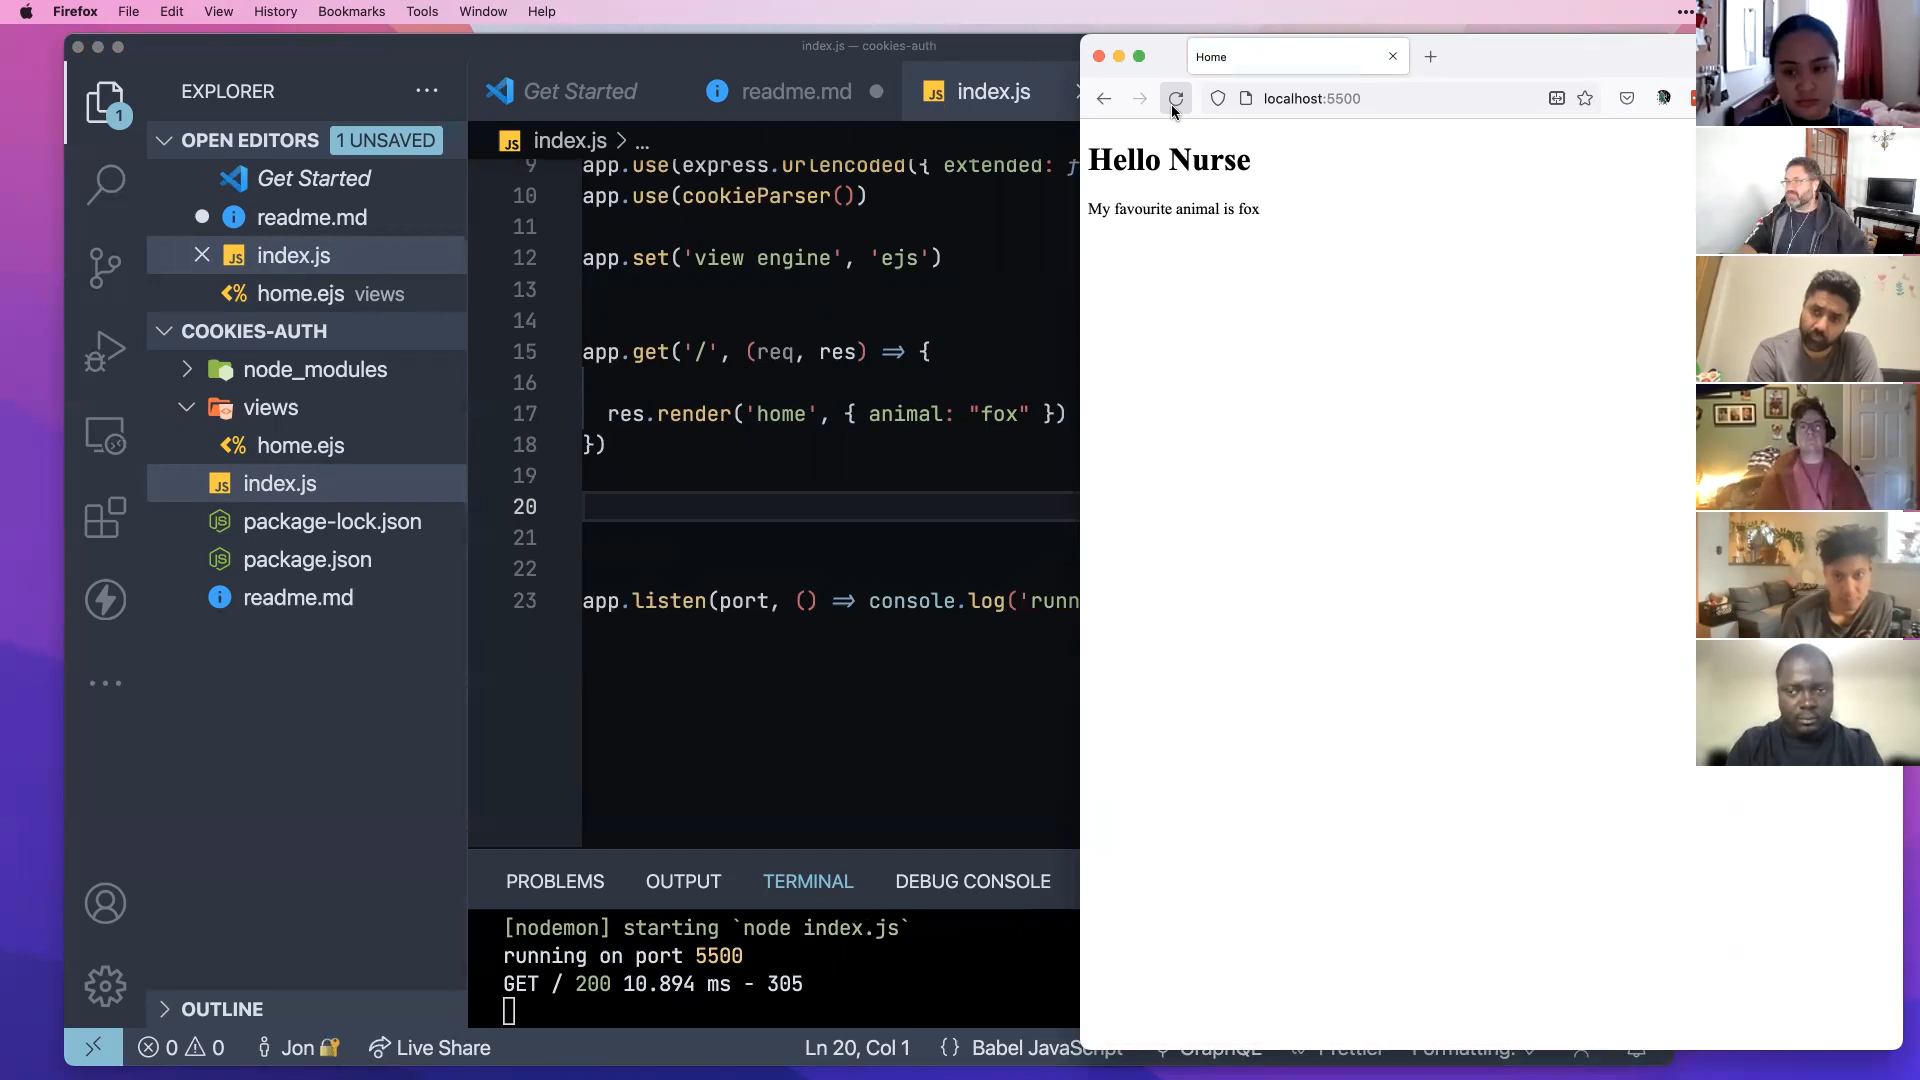 Firefox File Edit View History Bookmarks Tools Window Help
index.js — cookies-auth
EXPLORER
OPEN EDITORS 1 UNSAVED
Get Started
readme.md
index.js
home.ejs views
COOKIES-AUTH
node_modules
views
home.ejs
index.js
package-lock.json
package.json
readme.md
OUTLINE
Get Started readme.md index.js
index.js > ...
9 app.use(express.urlencoded({ extended: f
10 app.use(cookieParser())
11
12 app.set('view engine', 'ejs')
13
14
15 app.get('/', (req, res) => {
16
17 res.render('home', { animal: "fox" })
18 })
19
20
21
22
23 app.listen(port, () => console.log('runn
PROBLEMS OUTPUT TERMINAL DEBUG CONSOLE
[nodemon] starting `node index.js`
running on port 5500
GET / 200 10.894 ms - 305
0 0 Jon Live Share Ln 20, Col 1 {} Babel JavaScript
Home
localhost:5500
Hello Nurse
My favourite animal is fox